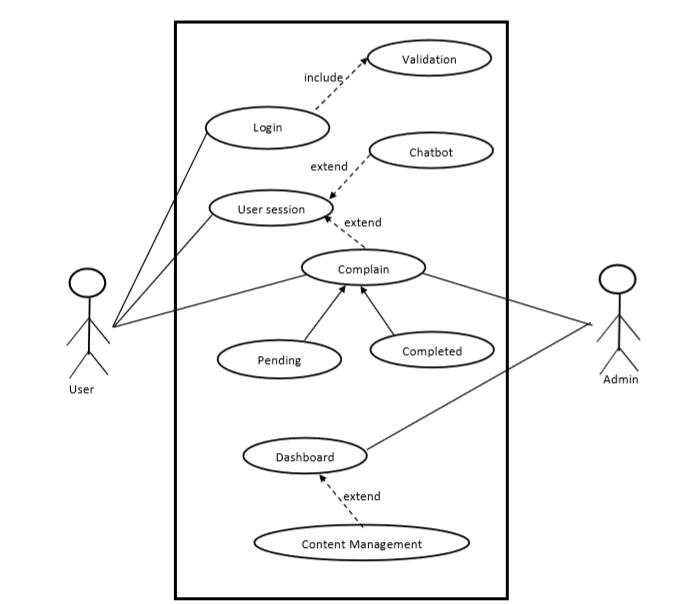 Validation
include
Login
Chatbot
extend
User session
extend
Complain
Pending
Completed
User
Admin
Dashboard
extend
Content Management